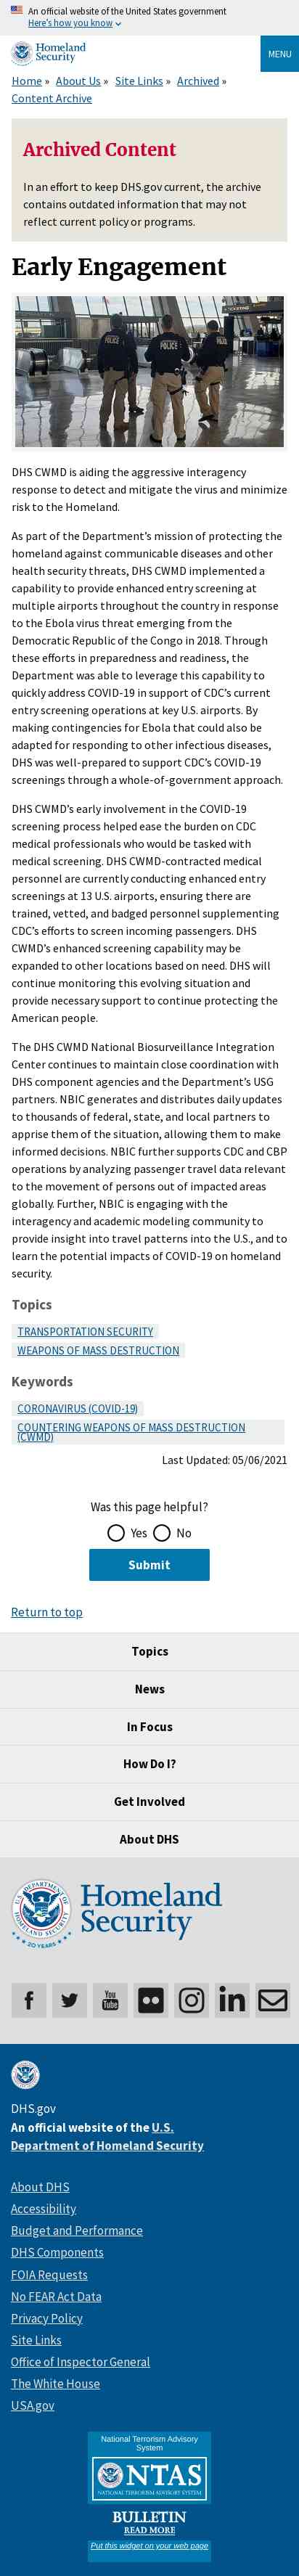 An official website of the United States government
Here's how you know
Homeland
Security
MENU
Home » About Us » Site Links » Archived »
Content Archive
Archived Content
In an effort to keep DHS.gov current, the archive
contains outdated information that may not
reflect current policy or programs.
Early Engagement
DHS CWMD is aiding the aggressive interagency
response to detect and mitigate the virus and minimize
risk to the Homeland.
As part of the Department's mission of protecting the
homeland against communicable diseases and other
health security threats, DHS CWMD implemented a
capability to provide enhanced entry screening at
multiple airports throughout the country in response
to the Ebola virus threat emerging from the
Democratic Republic of the Congo in 2018. Through
these efforts in preparedness and readiness, the
Department was able to leverage this capability to
quickly address COVID-19 in support of CDC's current
entry screening operations at key U.S. airports. By
making contingencies for Ebola that could also be
adapted for responding to other infectious diseases,
DHS was well-prepared to support CDC's COVID-19
screenings through a whole-of-government approach.
DHS CWMD's early involvement in the COVID-19
screening process helped ease the burden on CDC
medical professionals who would be tasked with
medical screening. DHS CWMD-contracted medical
personnel are currently conducting enhanced entry
screenings at 13 U.S. airports, ensuring there are
trained, vetted, and badged personnel supplementing
CDC's efforts to screen incoming passengers. DHS
CWMD's enhanced screening capability may be
expanded to other locations based on need. DHS will
continue monitoring this evolving situation and
provide necessary support to continue protecting the
American people.
The DHS CWMD National Biosurveillance Integration
Center continues to maintain close coordination with
DHS component agencies and the Department's USG
partners. NBIC generates and distributes daily updates
to thousands of federal, state, and local partners to
apprise them of the situation, allowing them to make
informed decisions. NBIC further supports CDC and CBP
operations by analyzing passenger travel data relevant
to the movement of persons out of impacted areas
globally. Further, NBIC is engaging with the
interagency and academic modeling community, and to
provide insight into travel patterns into the U.S., and to
learn the potential impacts of COVID-19 on homeland
security.
Topics
TRANSPORTATION SECURITY
WEAPONS OF MASS DESTRUCTION
Keywords
CORONAVIRUS (COVID-19)
COUNTERING WEAPONS OF MASS DESTRUCTION
(CWMD)
Last Updated: 05/06/2021
Was this page helpful?
Yes No
Submit
Return to top
Topics
News
In Focus
How Do I?
Get Involved
About DHS
Homeland
Security
20 YEARS
You
Tube
in
DHS.gov
An official website of the U.S.
Department of Homeland Security
About DHS
Accessibility
Budget and Performance
DHS Components
FOIA Requests
No FEAR Act Data
Privacy Policy
Site Links
Office of Inspector General
The White House
USA.gov
National Terrorism Advisory
System
NTAS
NATIONAL TERRORISM ADVISORY SYSTEM
BULLETIN
READ MORE
Put this widget on your web page